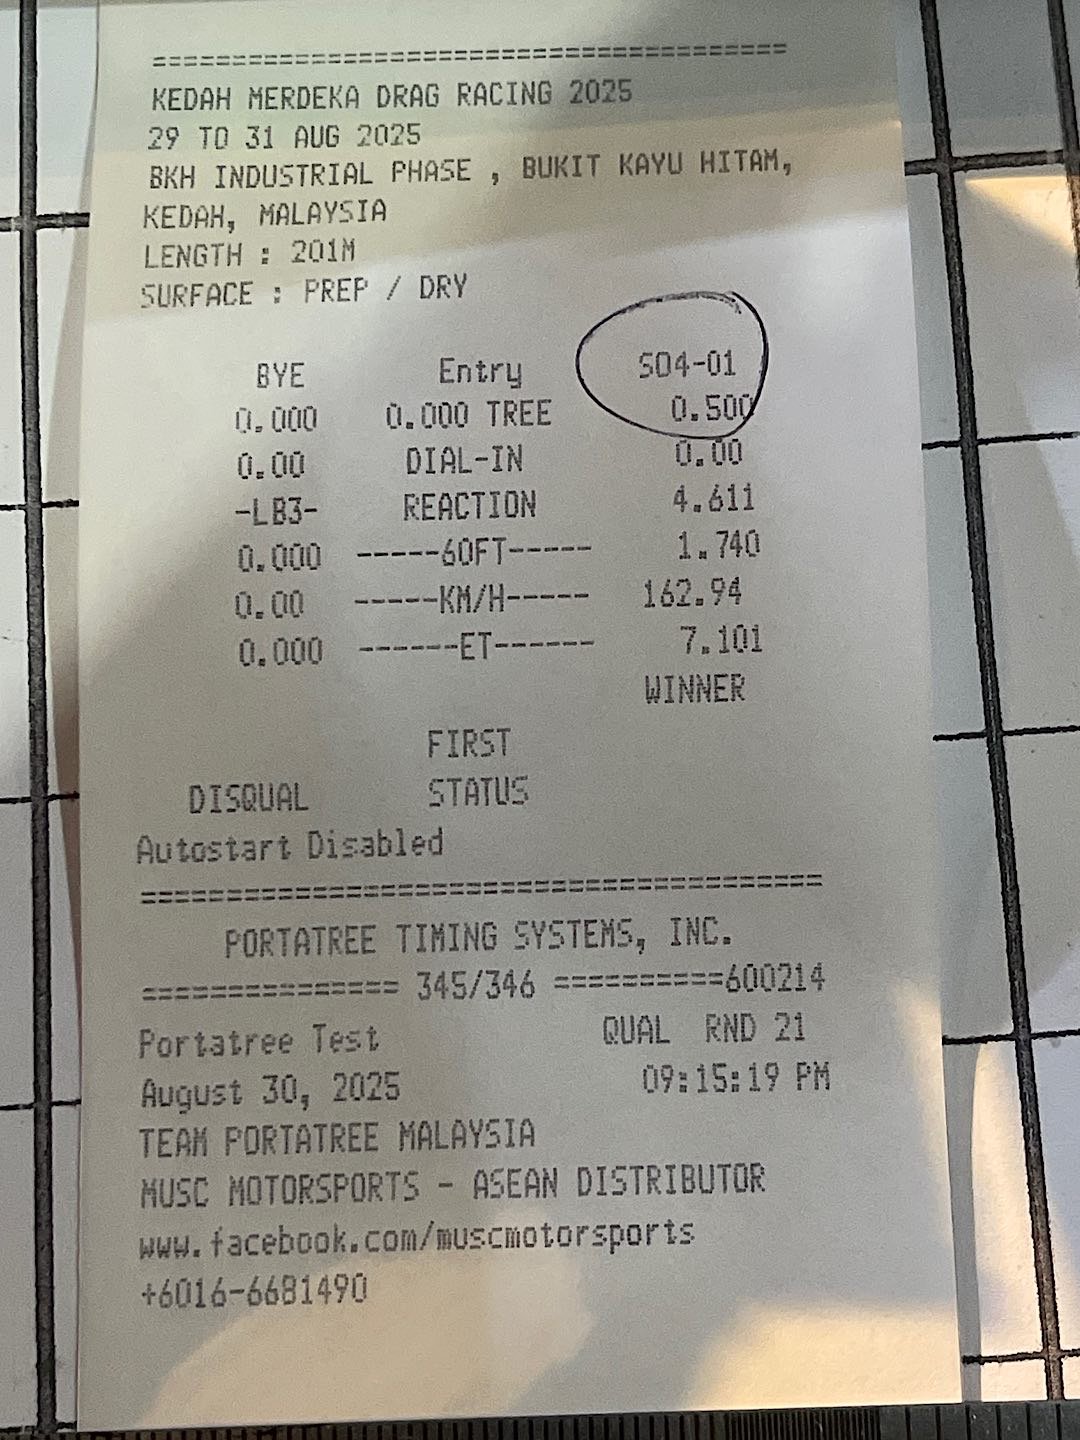 ========================================
KEDAH MERDEKA DRAG RACING 2025
29 TO 31 AUG 2025
BKH INDUSTRIAL PHASE , BUKIT KAYU HITAM,
KEDAH, MALAYSIA
LENGTH : 201M
SURFACE : PREP / DRY
BYE Entry S04-01
0.000 0.000 TREE 0.500
0.00 DIAL-IN 0.00
-LB3- REACTION 4.611
0.000 -----60FT----- 1.740
0.00 -----KM/H----- 162.94
0.000 ------ET------ 7.101
WINNER
FIRST
DISQUAL STATUS
Autostart Disabled
========================================
PORTATREE TIMING SYSTEMS, INC.
=============== 345/346 ==========600214
Portatree Test QUAL RND 21
August 30, 2025 09:15:19 PM
TEAM PORTATREE MALAYSIA
MUSC MOTORSPORTS - ASEAN DISTRIBUTOR
www.facebook.com/muscmotorsports
+6016-6681490